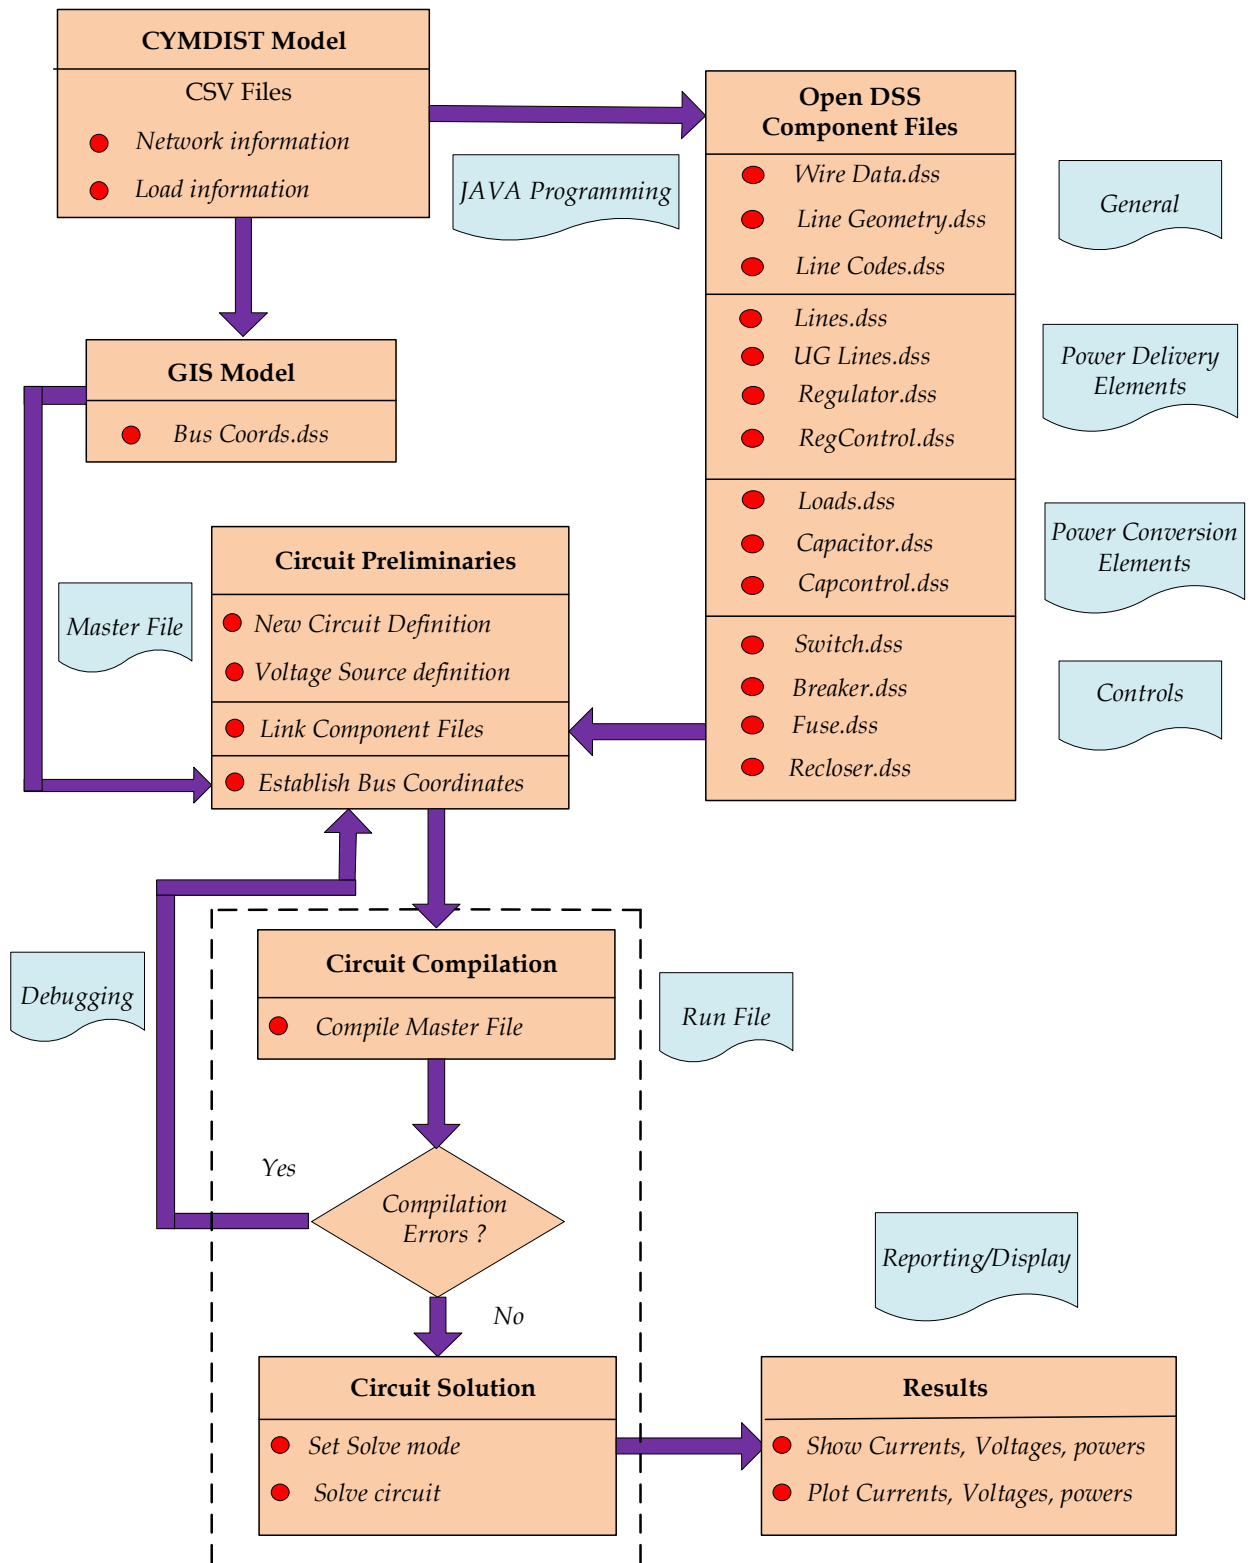 CYMDIST Model
CSV Files
Network information
Load information
JAVA Programming
Open DSS
Component Files
Wire Data.dss
Line Geometry.dss
Line Codes.dss
General
Lines.dss
UG Lines.dss
Regulator.dss
RegControl.dss
Power Delivery
Elements
Loads.dss
Capacitor.dss
Capcontrol.dss
Power Conversion
Elements
Switch.dss
Breaker.dss
Fuse.dss
Recloser.dss
Controls
GIS Model
Bus Coords.dss
Master File
Circuit Preliminaries
New Circuit Definition
Voltage Source definition
Link Component Files
Establish Bus Coordinates
Debugging
Circuit Compilation
Compile Master File
Run File
Yes
Compilation
Errors ?
No
Reporting/Display
Circuit Solution
Set Solve mode
Solve circuit
Results
Show Currents, Voltages, powers
Plot Currents, Voltages, powers